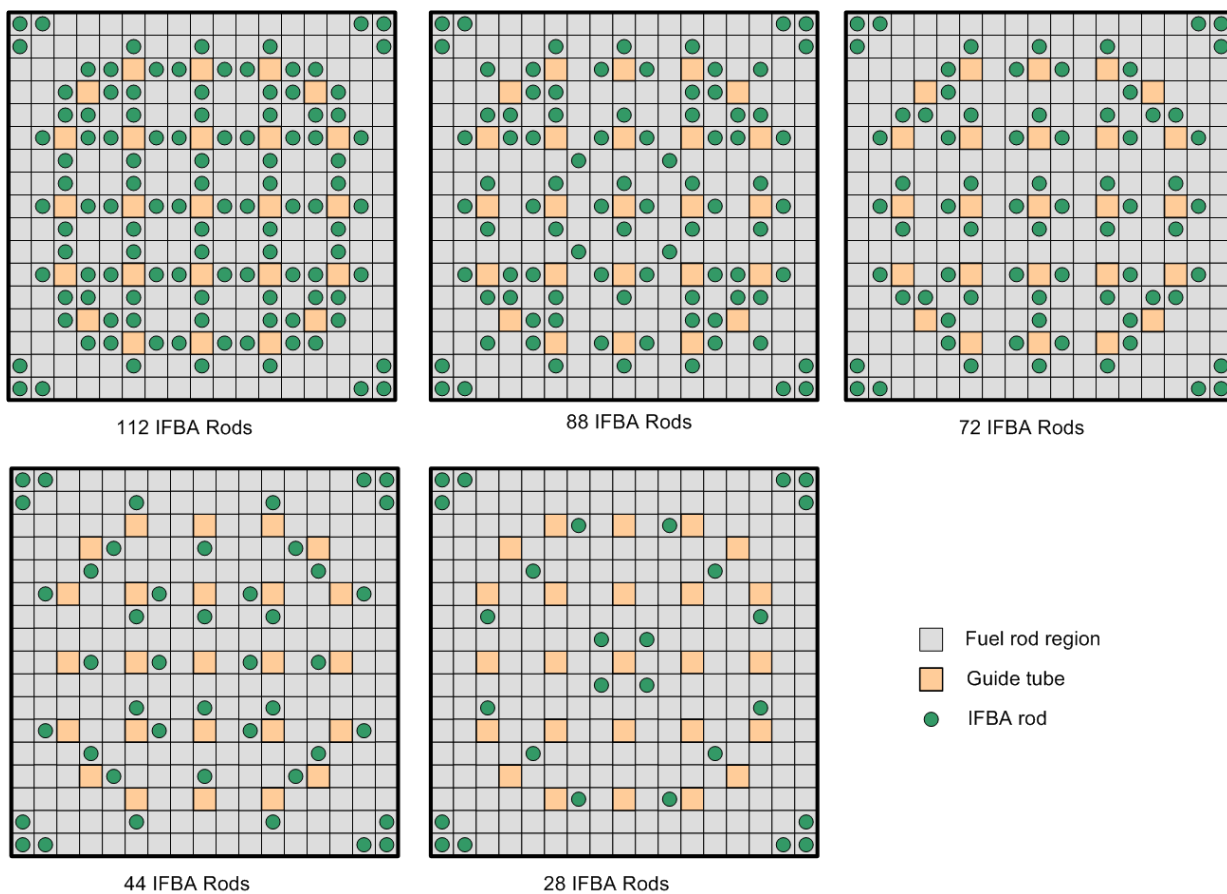 112 IFBA Rods
88 IFBA Rods
72 IFBA Rods
44 IFBA Rods
28 IFBA Rods
Fuel rod region
Guide tube
IFBA rod